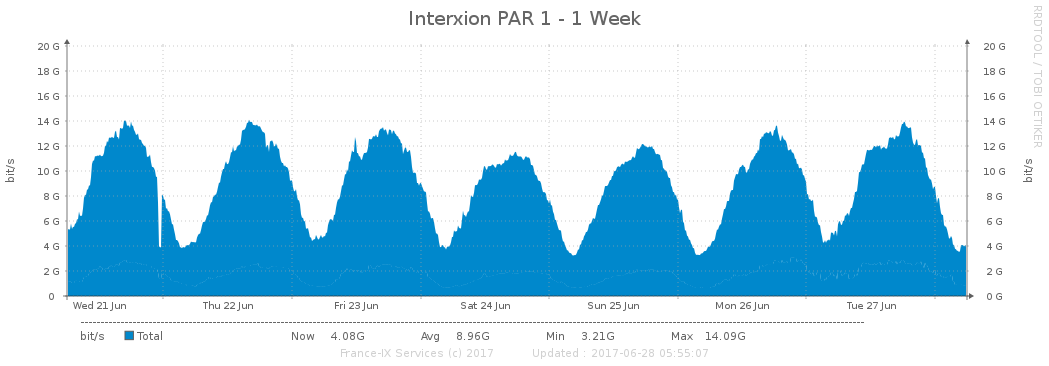 Interxion PAR 1 - 1 Week
RRDTOOL / TOBI OETIKER
20 G 20 G
18 G 18 G
16 G 16 G
14 G 14 G
12 G 12 G
bit/s bit/s
10 G 10 G
8 G 8 G
6 G 6 G
4 G 4 G
2 G 2 G
0 0 G
Wed 21 Jun Thu 22 Jun Fri 23 Jun Sat 24 Jun Sun 25 Jun Mon 26 Jun Tue 27 Jun
bit/s Total Now 4.08G Avg 8.96G Min 3.21G Max 14.09G
France-IX Services (c) 2017 Updated : 2017-06-28 05:55:07